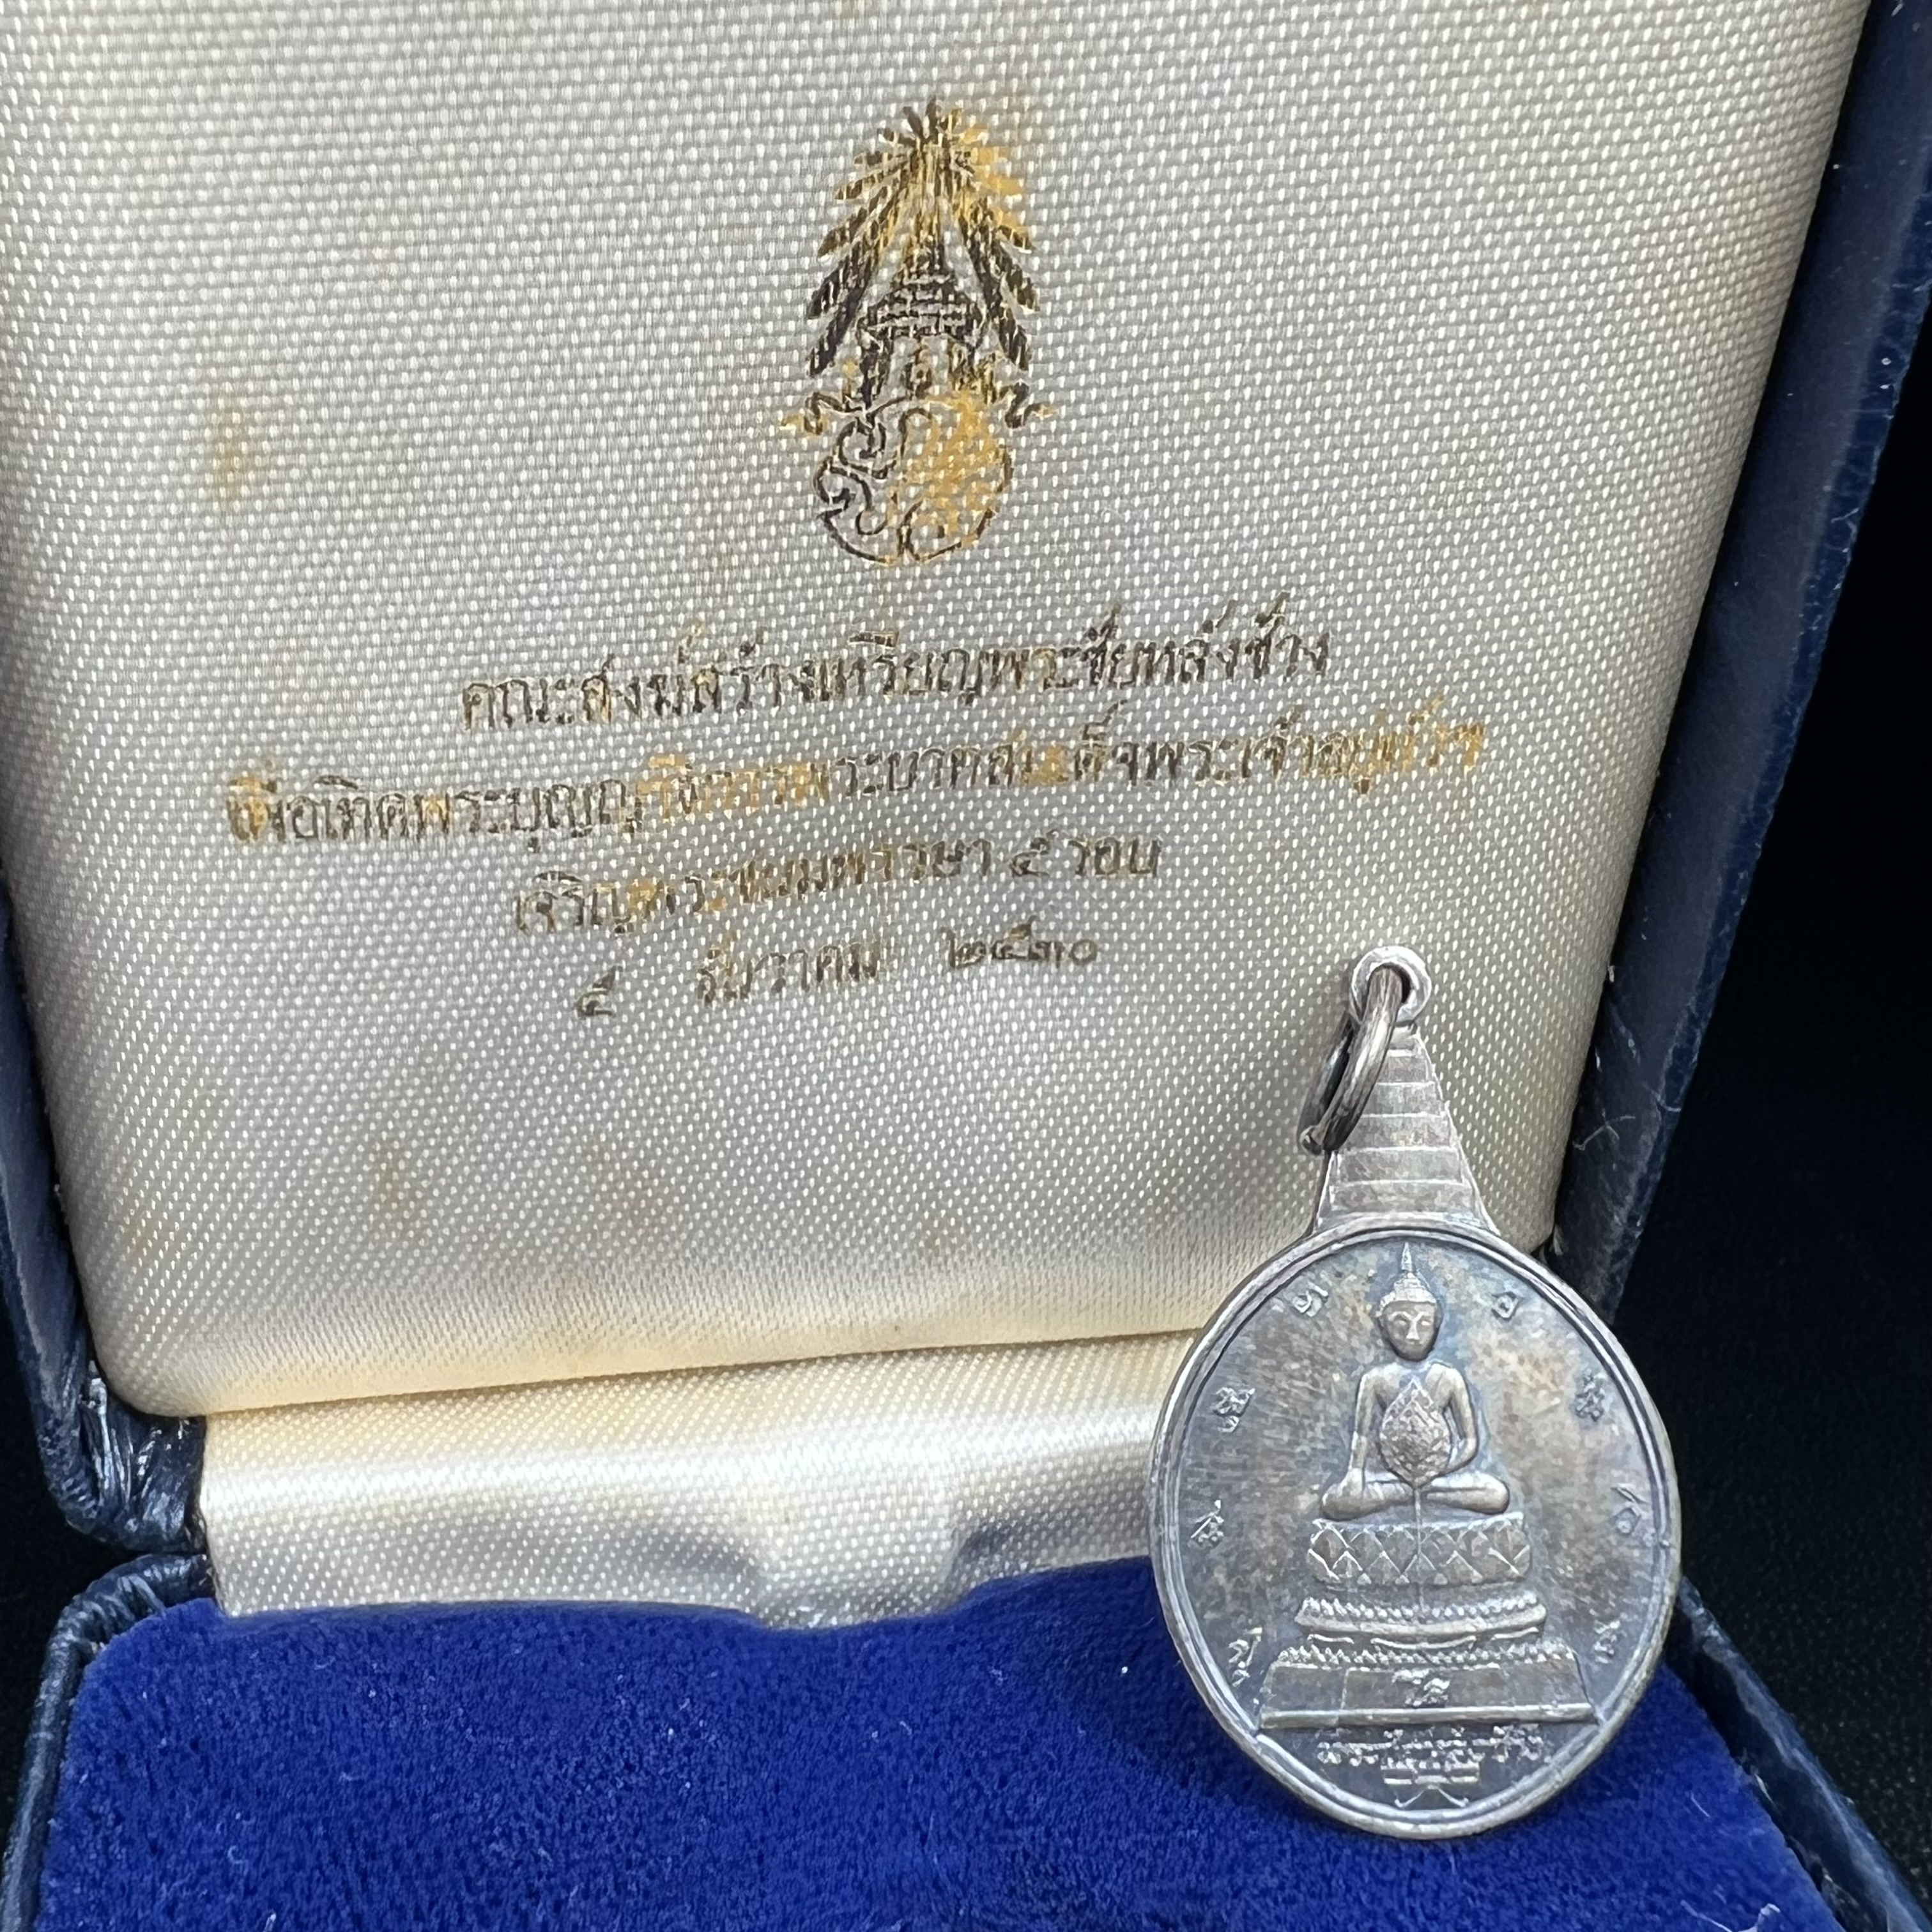 คณะสงฆ์สร้างเหรียญพระชัยหลังช้าง
เพื่อเทิดพระบุญญาธิการพระบาทสมเด็จพระเจ้าอยู่หัวฯ
เจริญพระชนมพรรษา ๕ รอบ
๕ ธันวาคม ๒๕๓๐